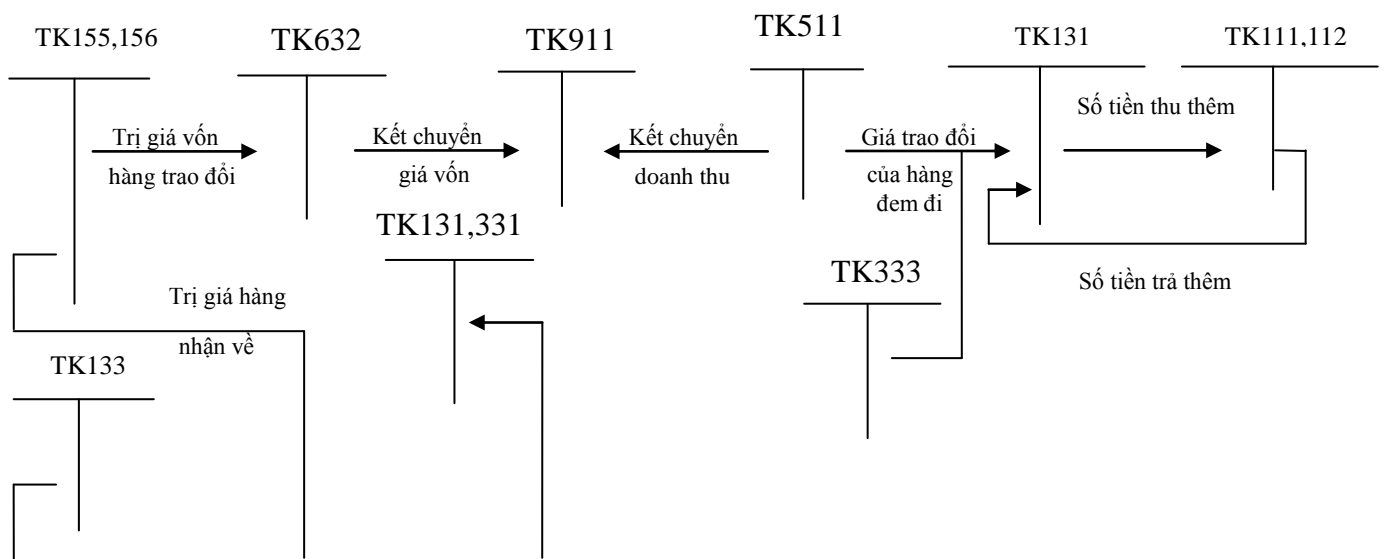 TK155,156
TK632
TK911
TK511
TK131
TK111,112
Trị giá vốn
hàng trao đổi
Kết chuyển
giá vốn
Kết chuyển
doanh thu
Giá trao đổi
của hàng
đem đi
Số tiền thu thêm
Số tiền trả thêm
TK131,331
TK333
Trị giá hàng
nhận về
TK133